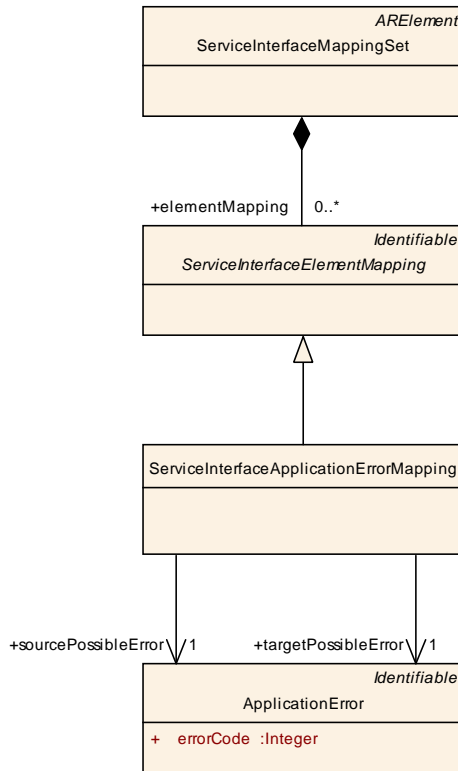 ARElement
ServiceInterfaceMappingSet
+elementMapping 0..*
Identifiable
ServiceInterfaceElementMapping
ServiceInterfaceApplicationErrorMapping
+sourcePossibleError 1 +targetPossibleError 1
Identifiable
ApplicationError
+ errorCode :Integer